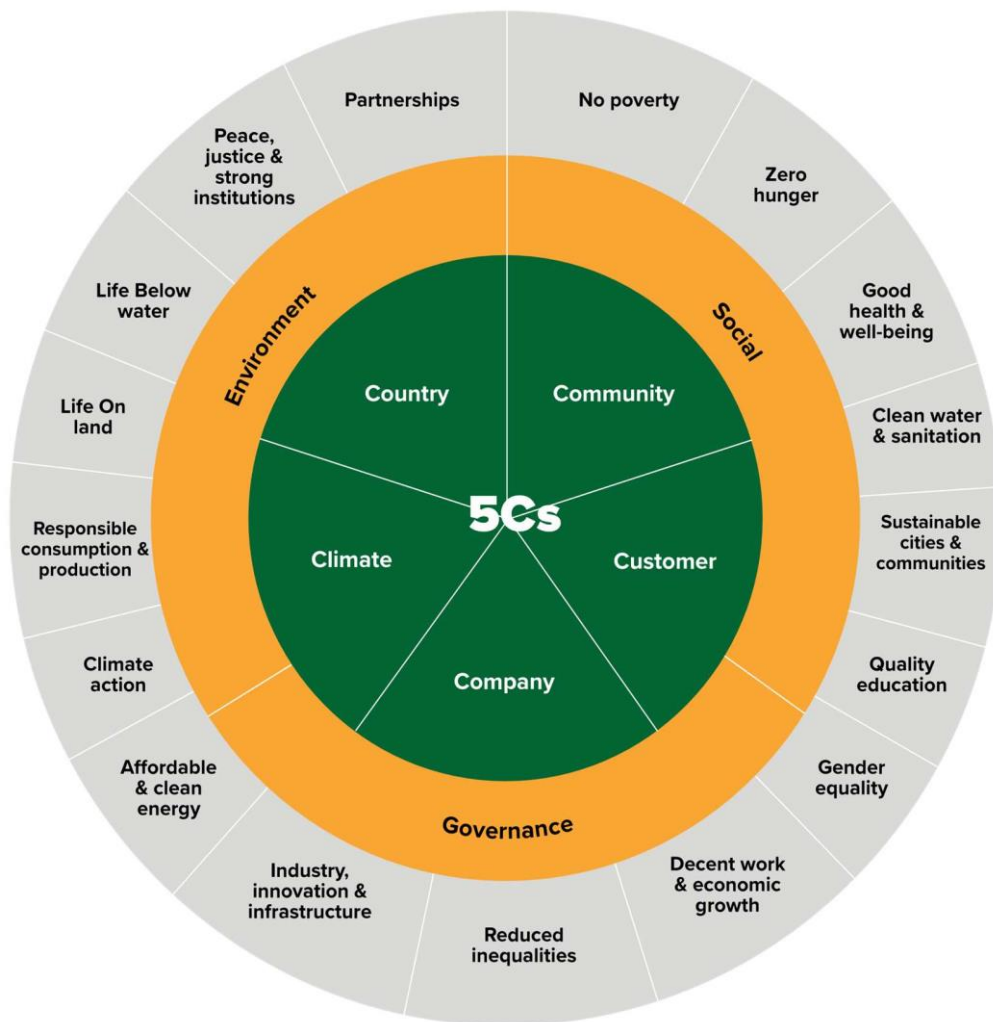 Partnerships
No poverty
Peace,
justice &
strong
institutions
Zero
hunger
Life Below
water
Good
health &
well-being
Environment
Social
Country
Community
Life On
land
Clean water
& sanitation
5Cs
Responsible
consumption &
production
Sustainable
cities &
communities
Climate
Customer
Climate
action
Company
Quality
education
Affordable
& clean
energy
Gender
equality
Governance
Industry,
innovation &
infrastructure
Decent work
& economic
growth
Reduced
inequalities